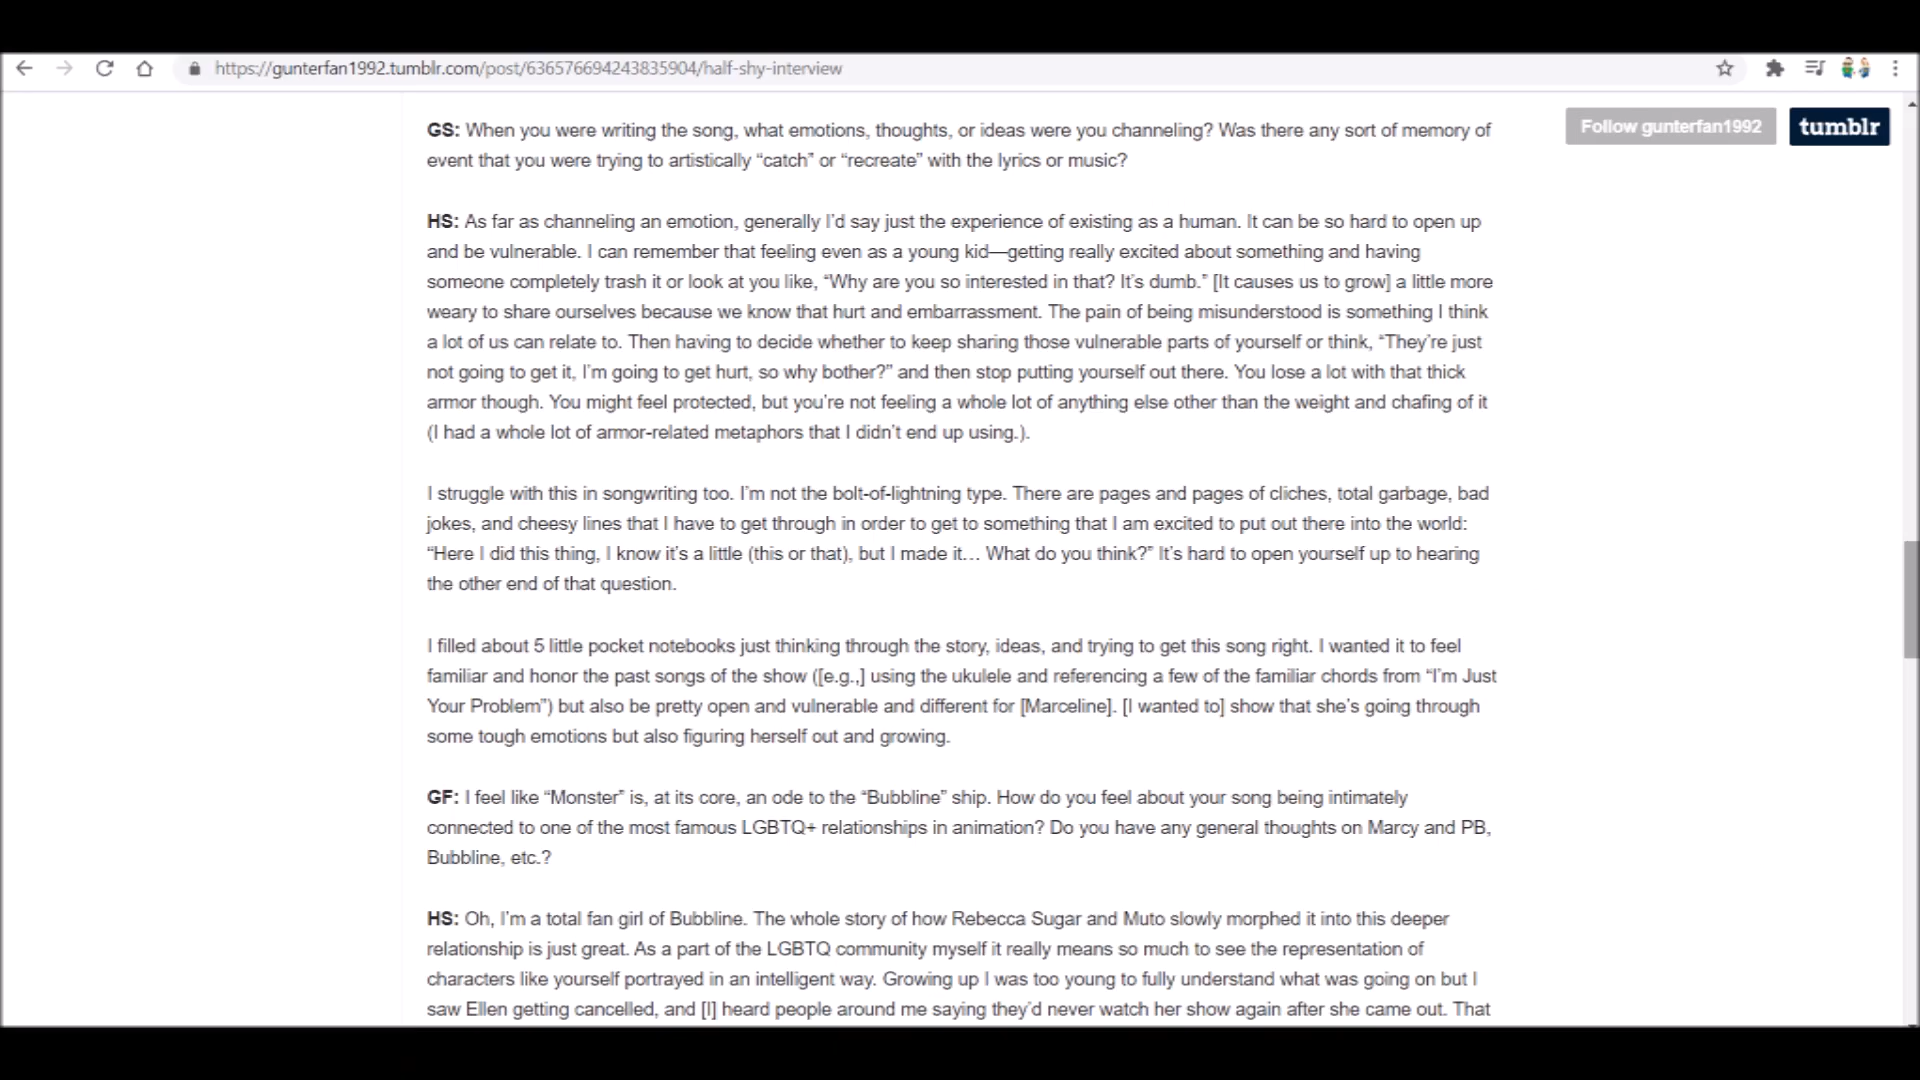 https://gunterfan1992.tumblr.com/post/636576694243835904/half-shy-interview
Follow gunterfan1992
tumblr
GS: When you were writing the song, what emotions, thoughts, or ideas were you channeling? Was there any sort of memory of
event that you were trying to artistically “catch” or “recreate” with the lyrics or music?
HS: As far as channeling an emotion, generally I’d say just the experience of existing as a human. It can be so hard to open up
and be vulnerable. I can remember that feeling even as a young kid—getting really excited about something and having
someone completely trash it or look at you like, “Why are you so interested in that? It’s dumb.” [It causes us to grow] a little more
weary to share ourselves because we know that hurt and embarrassment. The pain of being misunderstood is something I think
a lot of us can relate to. Then having to decide whether to keep sharing those vulnerable parts of yourself or think, “They’re just
not going to get it, I’m going to get hurt, so why bother?” and then stop putting yourself out there. You lose a lot with that thick
armor though. You might feel protected, but you’re not feeling a whole lot of anything else other than the weight and chafing of it
(I had a whole lot of armor-related metaphors that I didn’t end up using.).
I struggle with this in songwriting too. I’m not the bolt-of-lightning type. There are pages and pages of cliches, total garbage, bad
jokes, and cheesy lines that I have to get through in order to get to something that I am excited to put out there into the world:
“Here I did this thing, I know it’s a little (this or that), but I made it… What do you think?” It’s hard to open yourself up to hearing
the other end of that question.
I filled about 5 little pocket notebooks just thinking through the story, ideas, and trying to get this song right. I wanted it to feel
familiar and honor the past songs of the show ([e.g.,] using the ukulele and referencing a few of the familiar chords from “I’m Just
Your Problem”) but also be pretty open and vulnerable and different for [Marceline]. [I wanted to] show that she’s going through
some tough emotions but also figuring herself out and growing.
GF: I feel like “Monster” is, at its core, an ode to the “Bubbline” ship. How do you feel about your song being intimately
connected to one of the most famous LGBTQ+ relationships in animation? Do you have any general thoughts on Marcy and PB,
Bubbline, etc.?
HS: Oh, I’m a total fan girl of Bubbline. The whole story of how Rebecca Sugar and Muto slowly morphed it into this deeper
relationship is just great. As a part of the LGBTQ community myself it really means so much to see the representation of
characters like yourself portrayed in an intelligent way. Growing up I was too young to fully understand what was going on but I
saw Ellen getting cancelled, and [I] heard people around me saying they’d never watch her show again after she came out. That